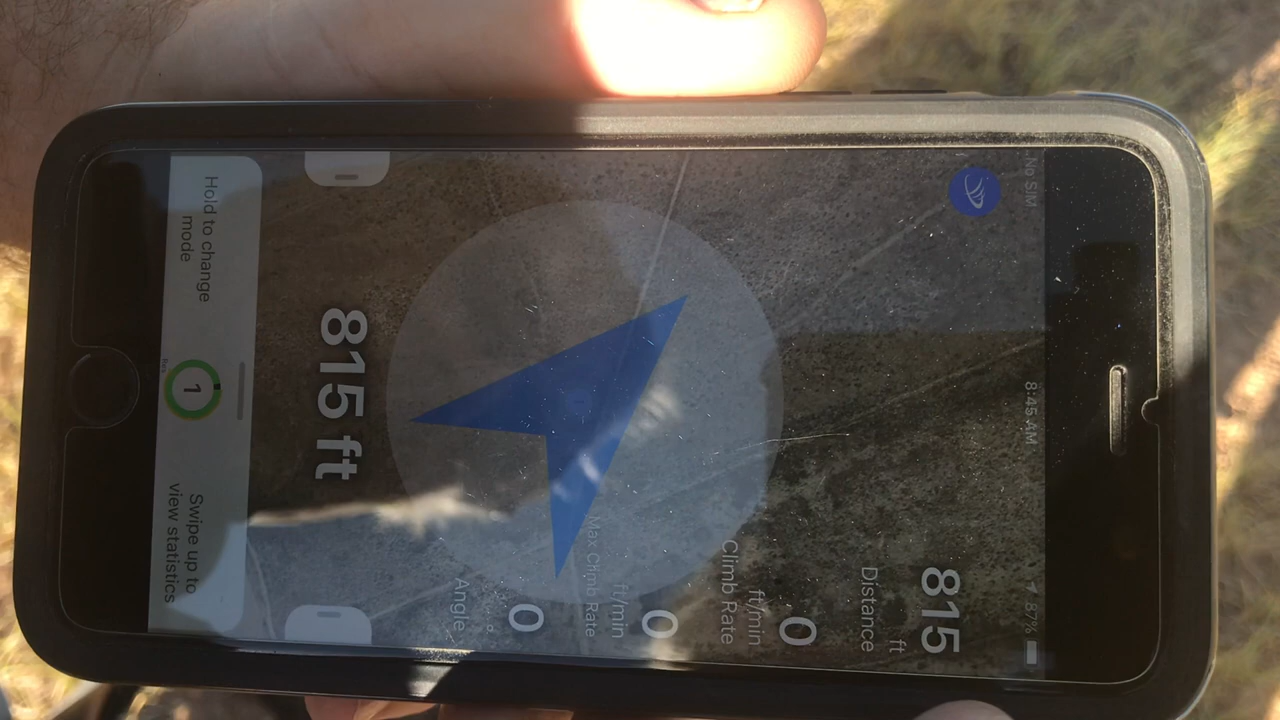 No SIM
8:45 AM
87%
815
ft
Distance
0
ft/min
Climb Rate
0
ft/min
Max Climb Rate
0
Angle
815 ft
Hold to change
mode
1
Swipe up to
view statistics